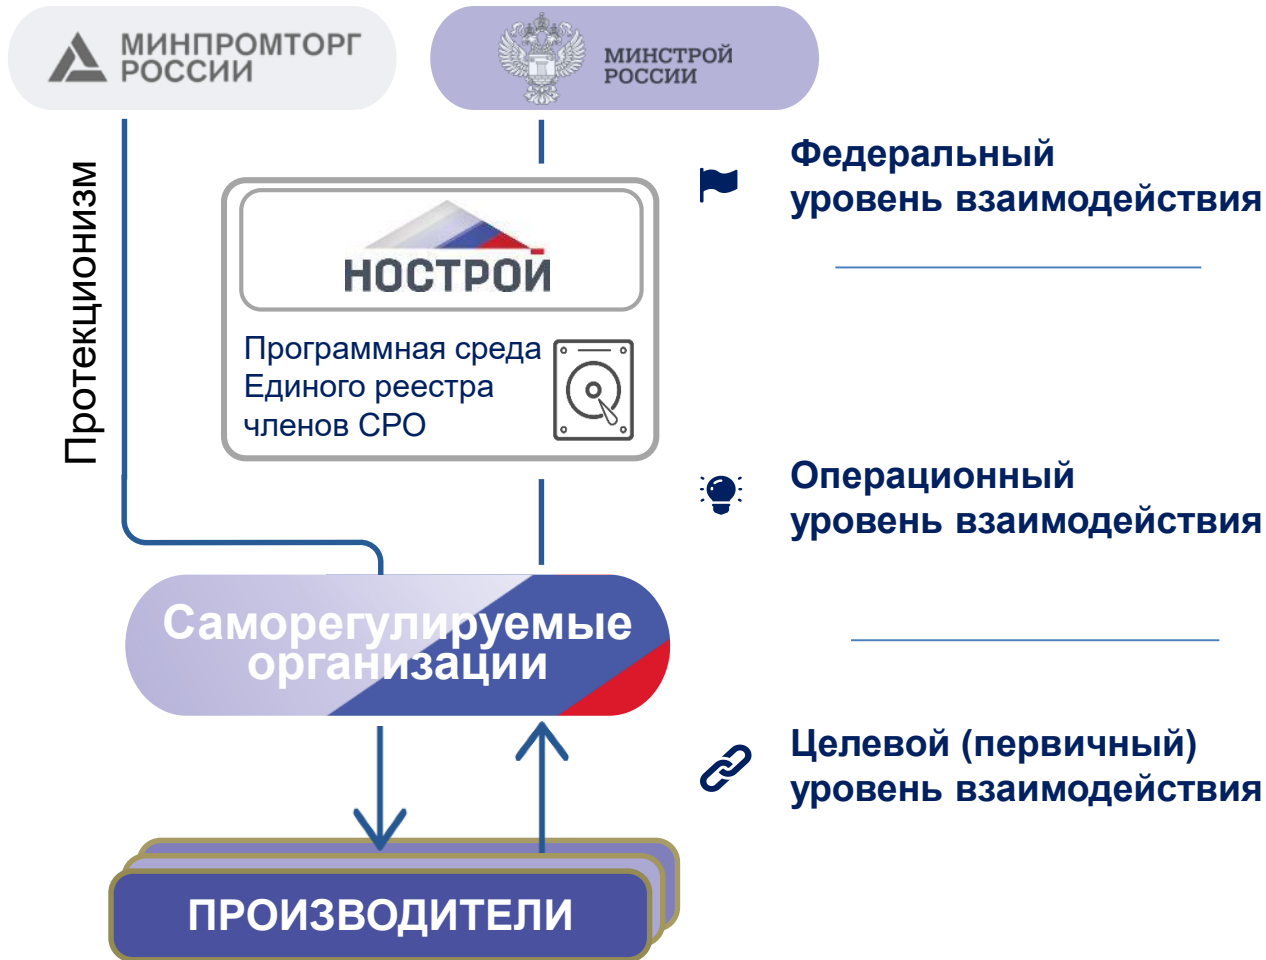 МИНПРОМТОРГ
РОССИИ
МИНСТРОЙ
РОССИИ
Протекционизм
НОСТРОЙ
Программная среда
Единого реестра
членов СРО
Федеральный
уровень взаимодействия
Операционный
уровень взаимодействия
Саморегулируемые
организации
Целевой (первичный)
уровень взаимодействия
ПРОИЗВОДИТЕЛИ